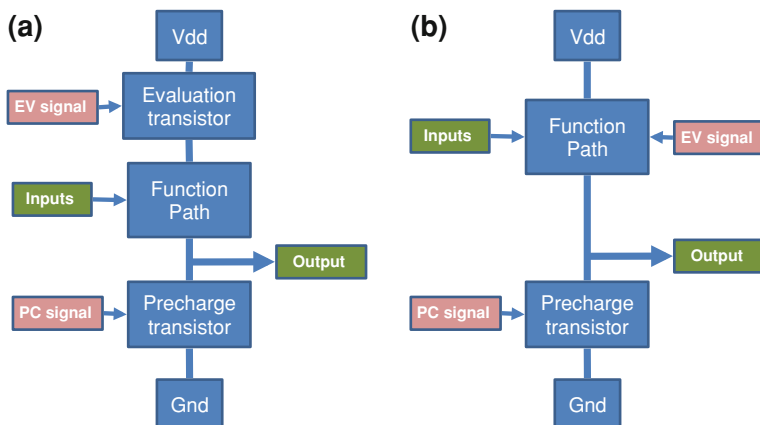 (a)
Vdd
EV signal
Evaluation
transistor
Inputs
Function
Path
Output
PC signal
Precharge
transistor
Gnd
(b)
Vdd
Inputs
Function
Path
EV signal
Output
PC signal
Precharge
transistor
Gnd